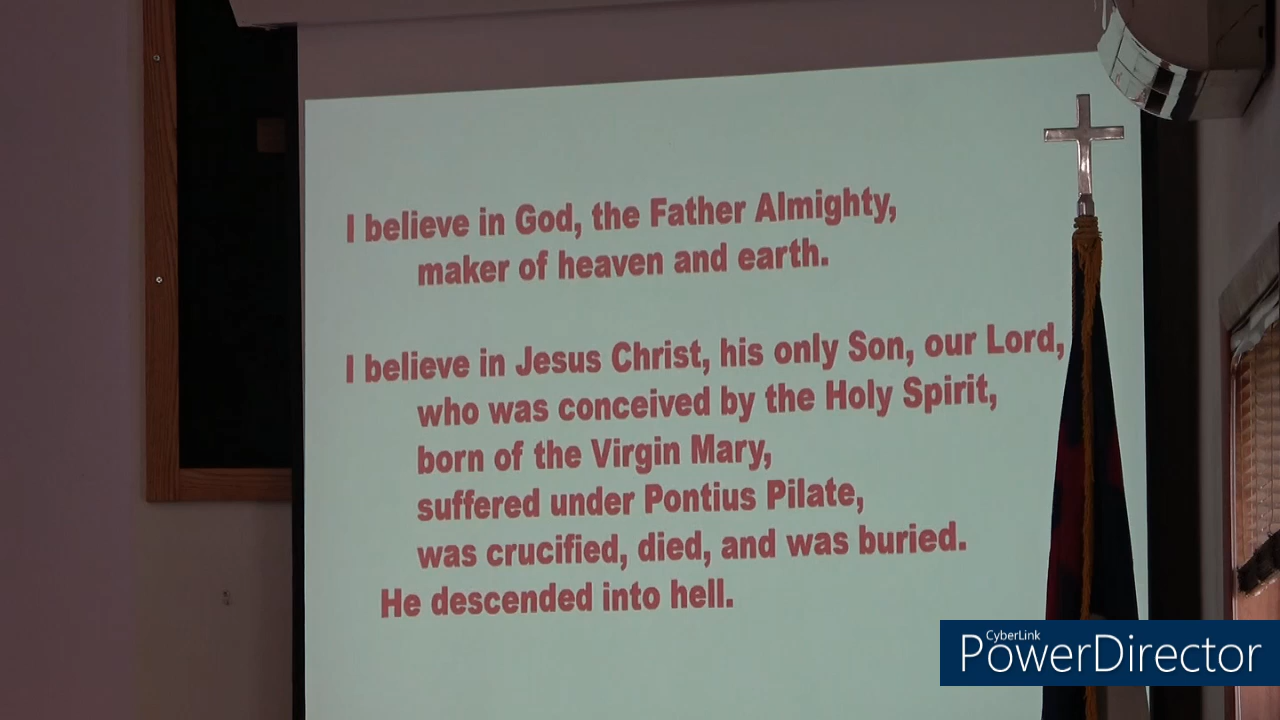 I believe in God, the Father Almighty,
maker of heaven and earth.
I believe in Jesus Christ, his only Son, our Lord,
who was conceived by the Holy Spirit,
born of the Virgin Mary,
suffered under Pontius Pilate,
was crucified, died, and was buried.
He descended into hell.
CyberLink
PowerDirector